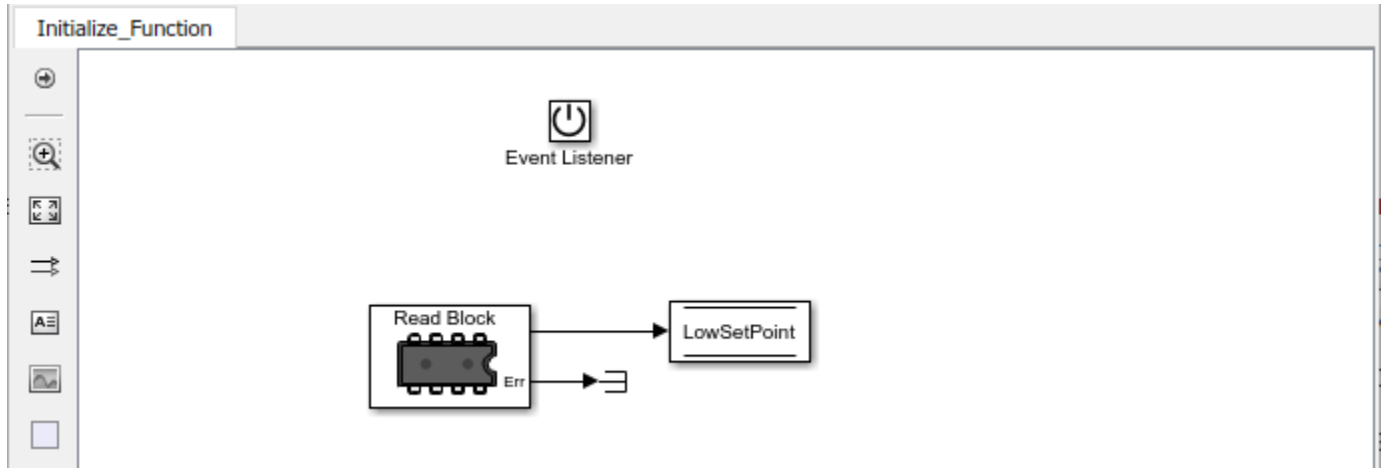 Initialize_Function
Event Listener
Read Block
LowSetPoint
Err
A